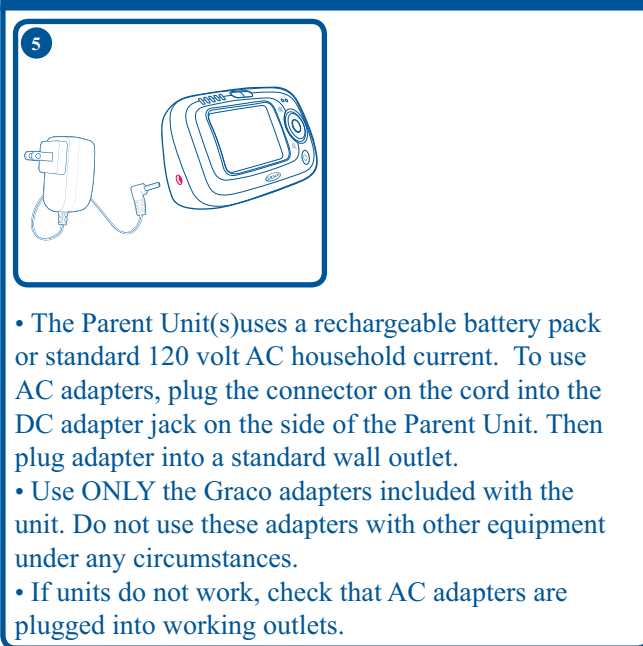 5
GRACO
• The Parent Unit(s)uses a rechargeable battery pack
or standard 120 volt AC household current.  To use
AC adapters, plug the connector on the cord into the
DC adapter jack on the side of the Parent Unit. Then
plug adapter into a standard wall outlet.
• Use ONLY the Graco adapters included with the
unit. Do not use these adapters with other equipment
under any circumstances.
• If units do not work, check that AC adapters are
plugged into working outlets.